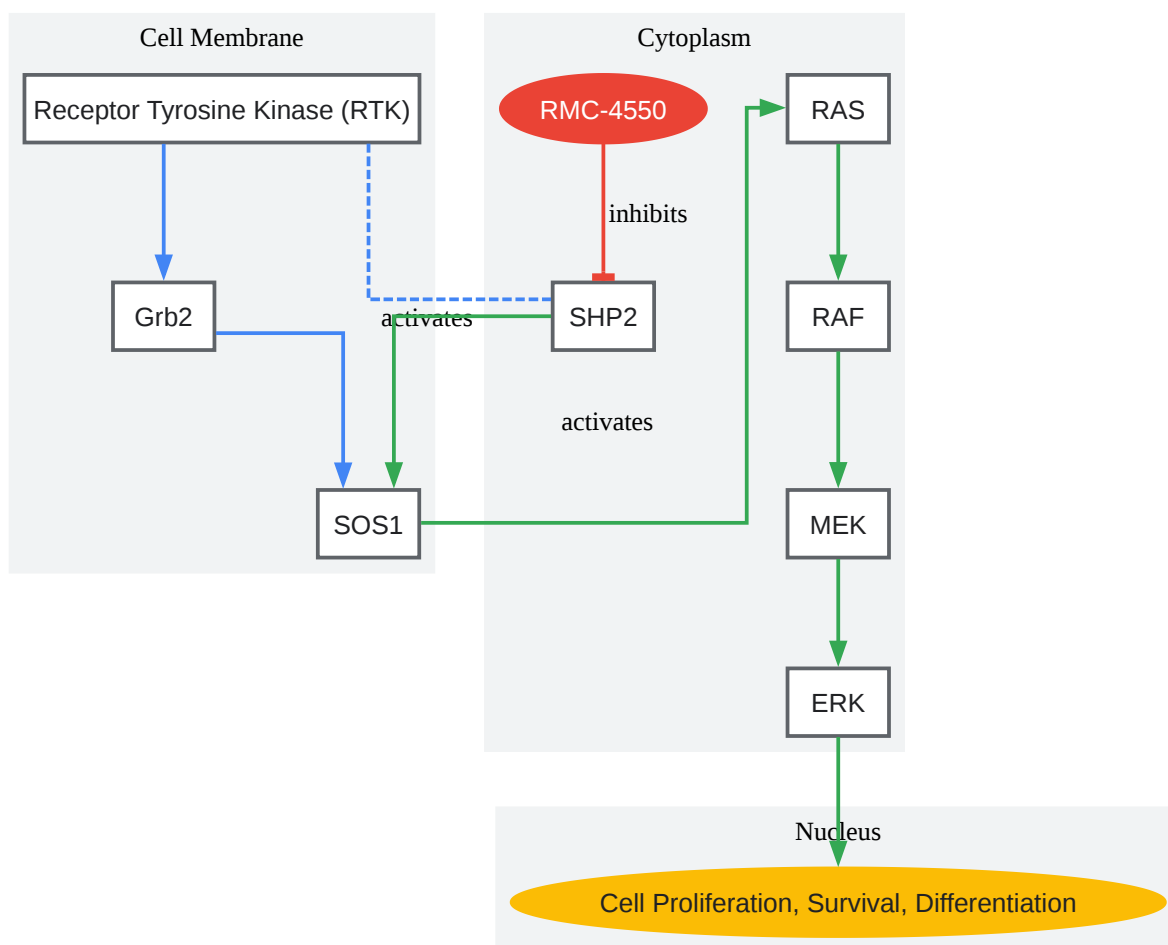 Cell Membrane
Cytoplasm
Receptor Tyrosine Kinase (RTK)
RMC-4550
RAS
inhibits
Grb2
activates
SHP2
RAF
activates
SOS1
MEK
ERK
Nucleus
Cell Proliferation, Survival, Differentiation